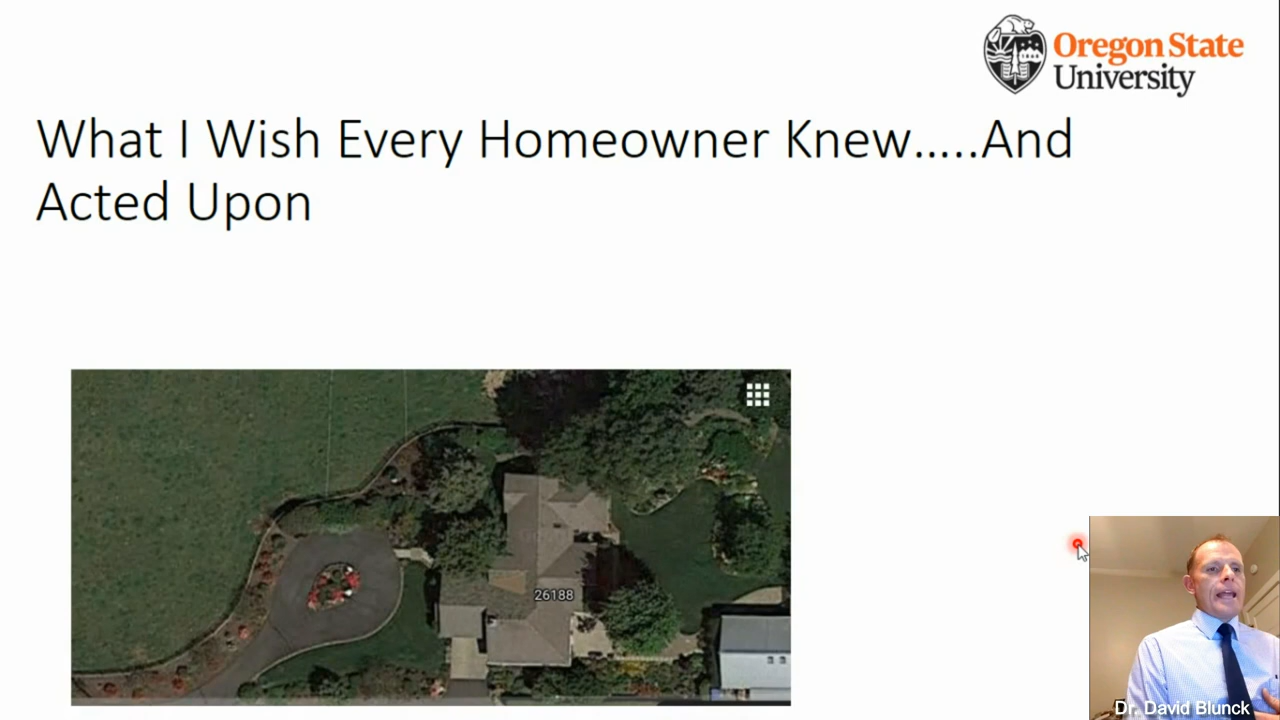 Oregon State
University
What I Wish Every Homeowner Knew.....And
Acted Upon
26188
Dr. David Blunck